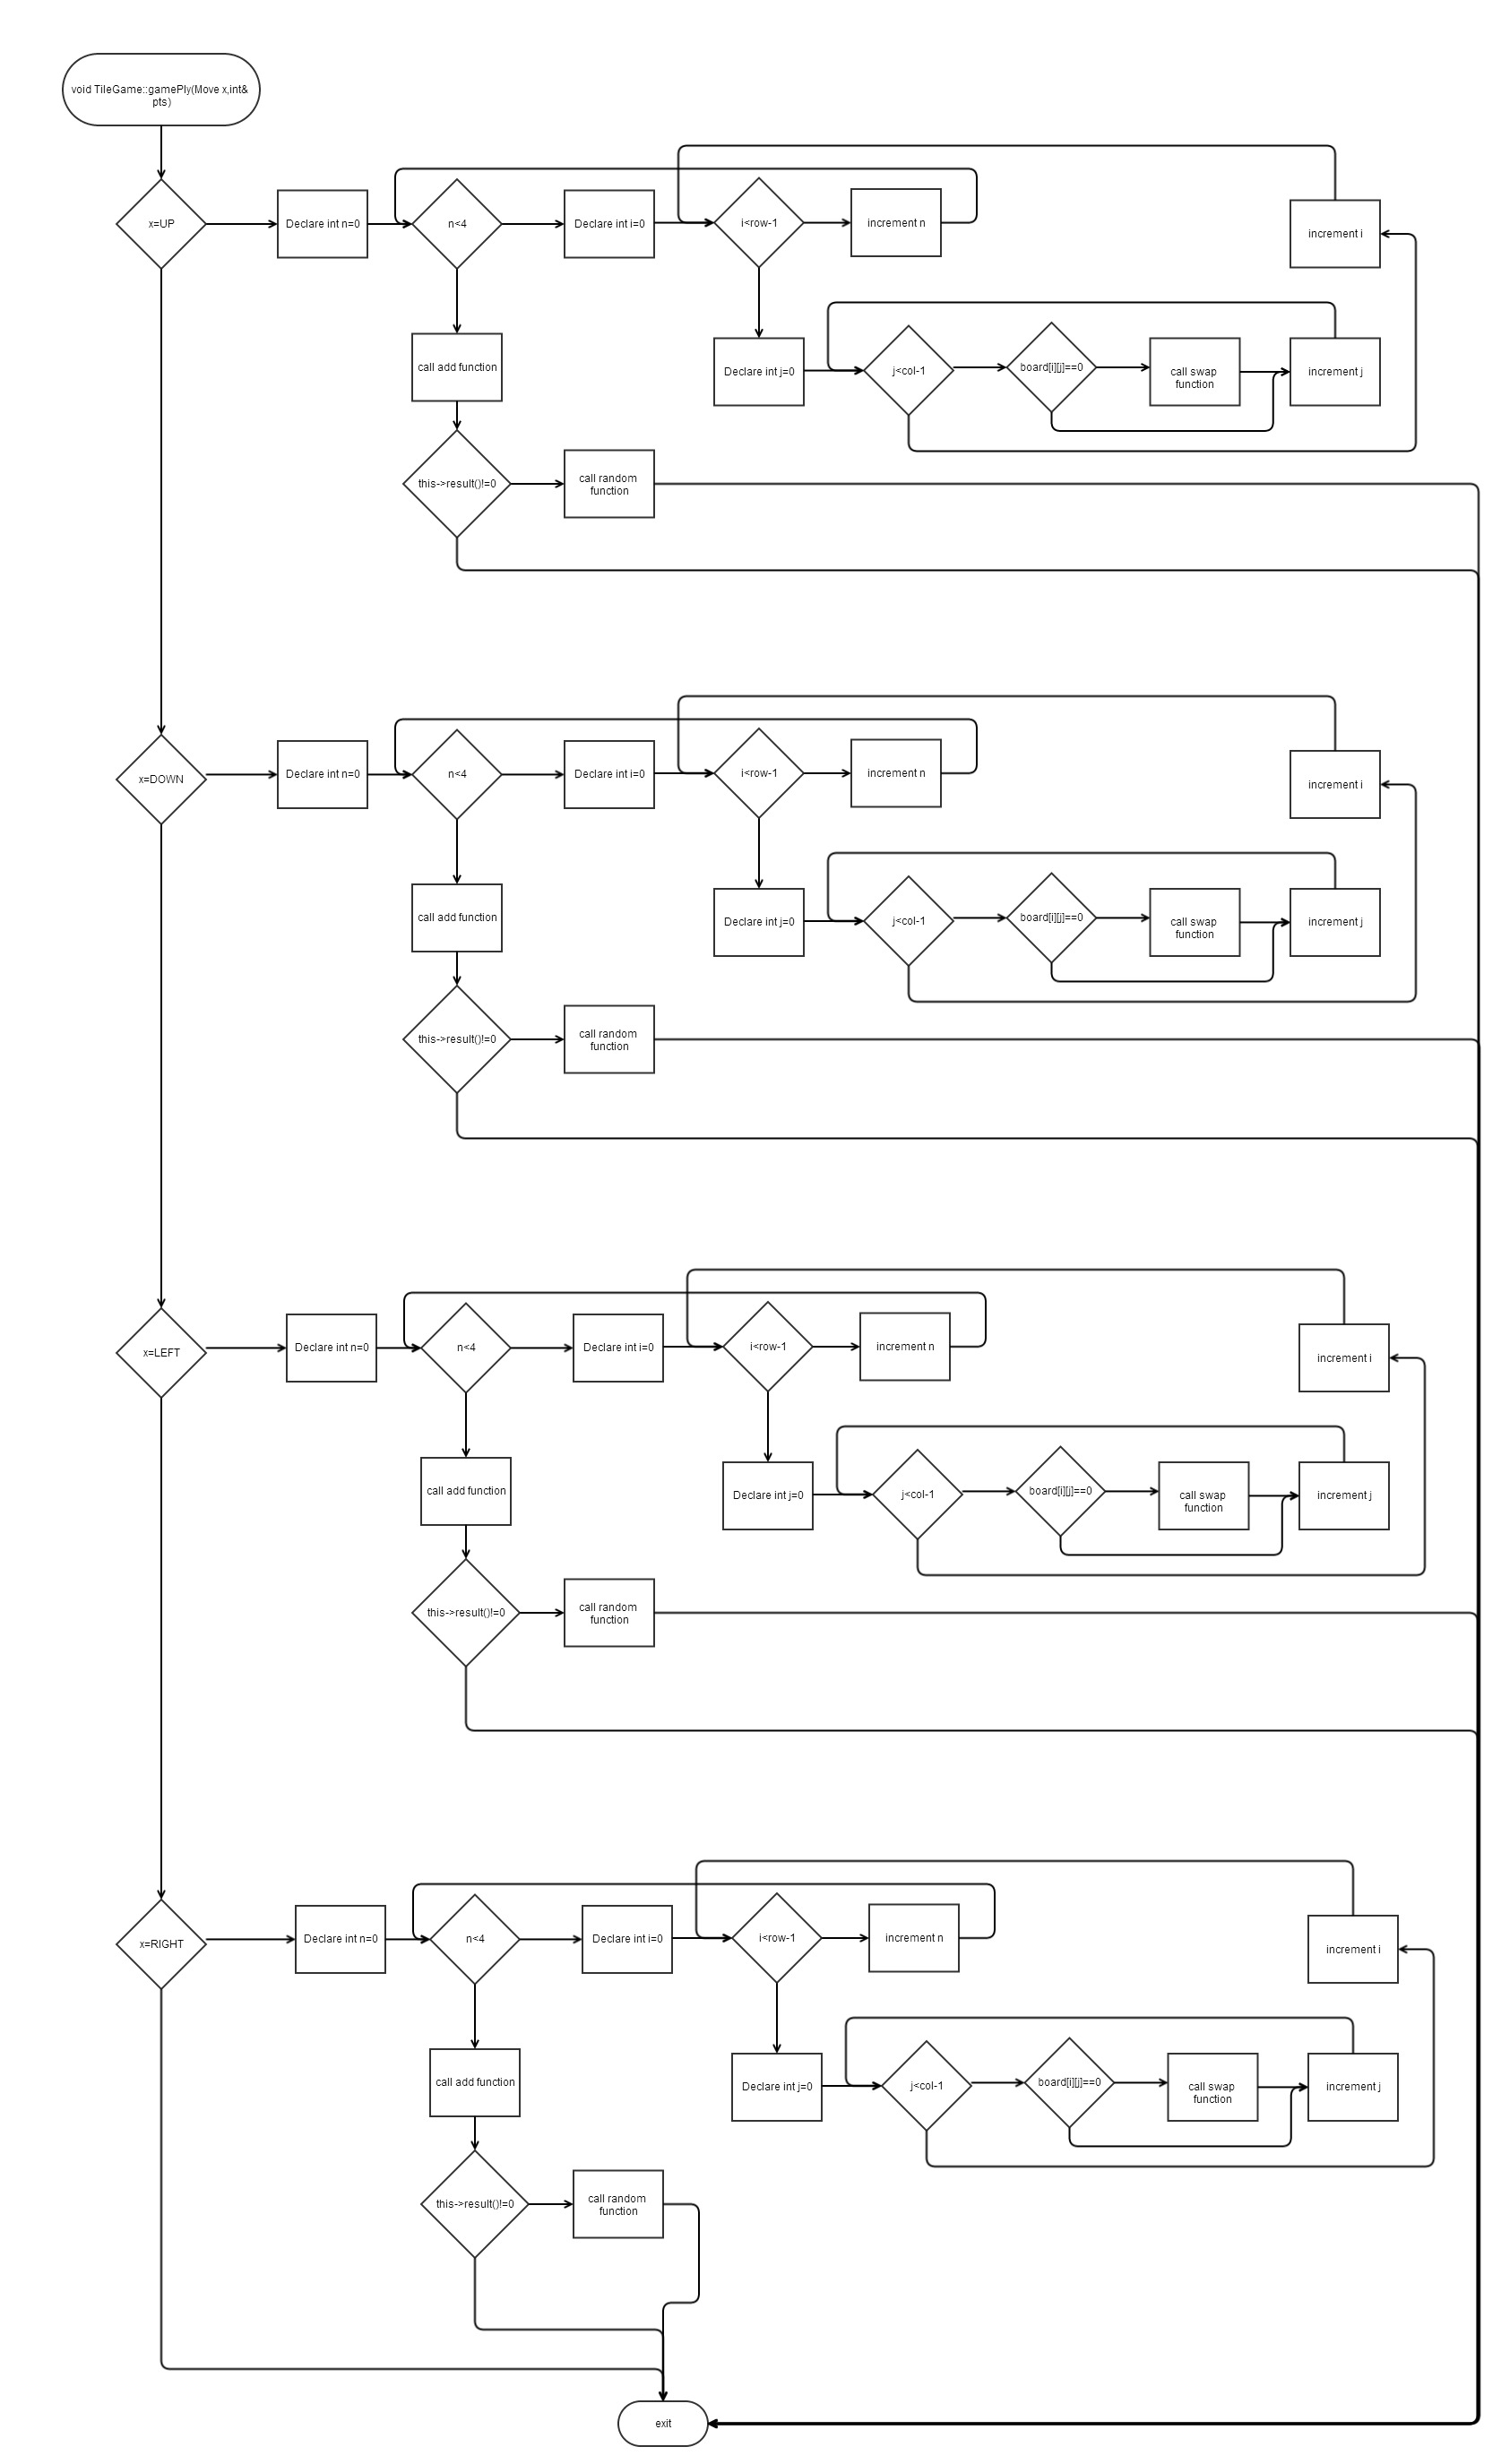 void TileGame::gamePly(Move x,int&
pts)
x=UP
Declare int n=0
n<4
Declare int i=0
i<row-1
increment n
increment i
call add function
Declare int j=0
j<col-1
board[i][j]==0
call swap
function
increment j
this->result()!=0
call random
function
x=DOWN
Declare int n=0
n<4
Declare int i=0
i<row-1
increment n
increment i
call add function
Declare int j=0
j<col-1
board[i][j]==0
call swap
function
increment j
this->result()!=0
call random
function
x=LEFT
Declare int n=0
n<4
Declare int i=0
i<row-1
increment n
increment i
call add function
Declare int j=0
j<col-1
board[i][j]==0
call swap
function
increment j
this->result()!=0
call random
function
x=RIGHT
Declare int n=0
n<4
Declare int i=0
i<row-1
increment n
increment i
call add function
Declare int j=0
j<col-1
board[i][j]==0
call swap
function
increment j
this->result()!=0
call random
function
exit